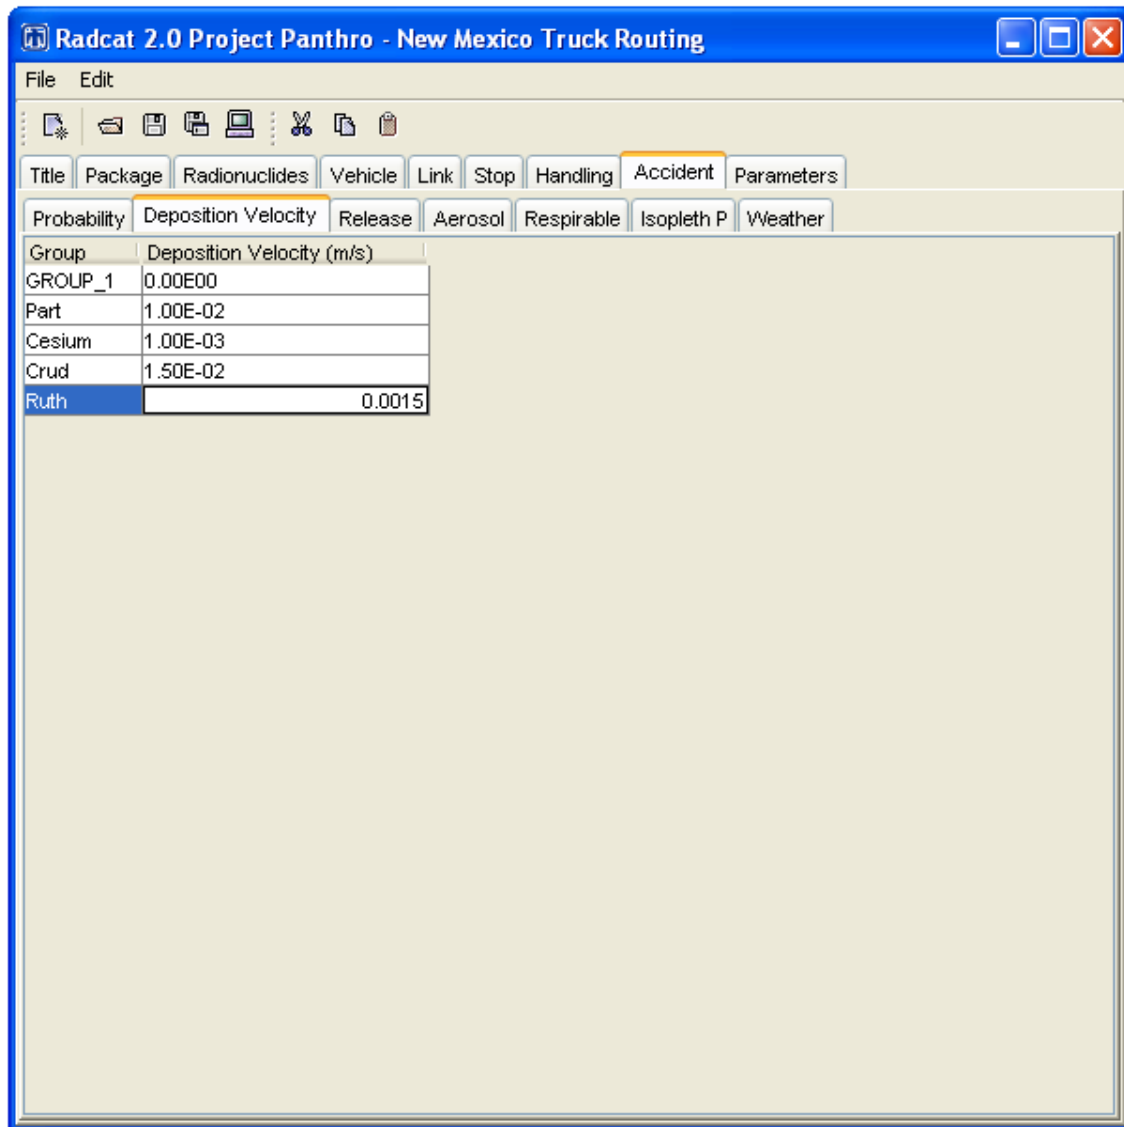 Radcat 2.0 Project Panthro - New Mexico Truck Routing
File Edit
Title Package Radionuclides Vehicle Link Stop Handling Accident Parameters
Probability Deposition Velocity Release Aerosol Respirable Isopleth P Weather
Group Deposition Velocity (m/s)
GROUP_1 0.00E00
Part 1.00E-02
Cesium 1.00E-03
Crud 1.50E-02
Ruth 0.0015